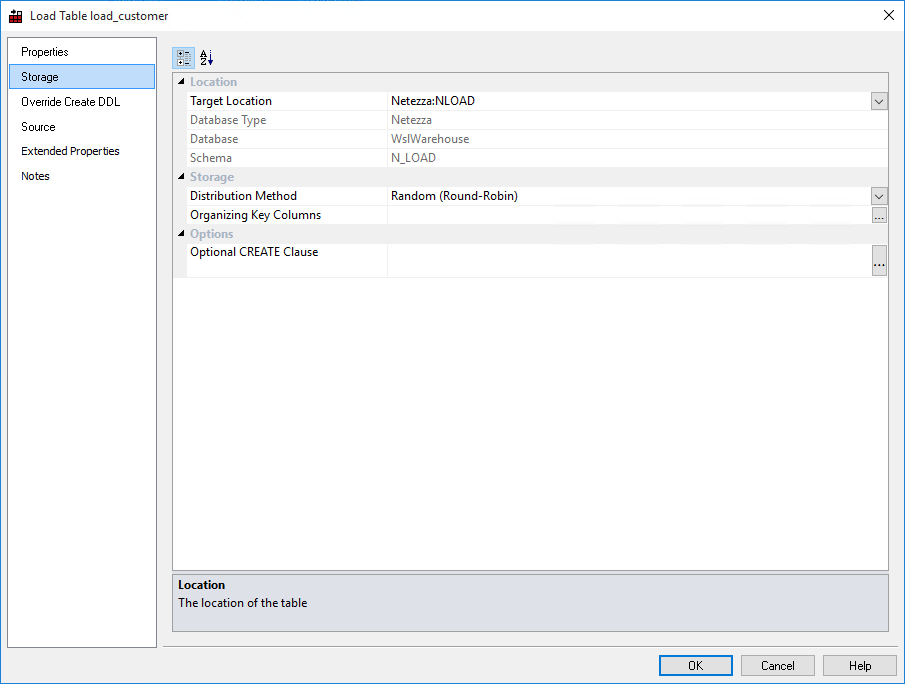 Load Table load_customer
Properties
Storage
Override Create DDL
Source
Extended Properties
Notes
Location
Target Location Netezza:NLOAD
Database Type Netezza
Database WslWarehouse
Schema N_LOAD
Storage
Distribution Method Random (Round-Robin)
Organizing Key Columns ...
Options
Optional CREATE Clause ...
Location
The location of the table
OK Cancel Help